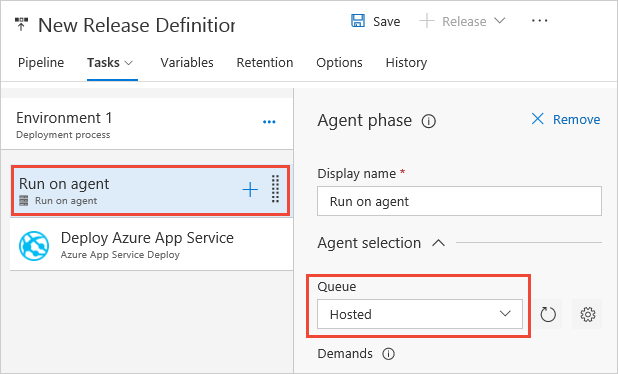 New Release Definition
Save
Release
Pipeline
Tasks
Variables
Retention
Options
History
Environment 1
Deployment process
Run on agent
Run on agent
Deploy Azure App Service
Azure App Service Deploy
Agent phase
Remove
Display name *
Run on agent
Agent selection
Queue
Hosted
Demands